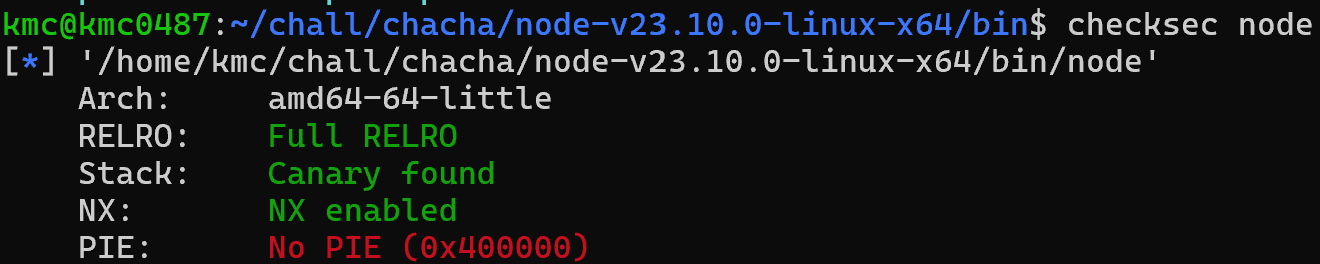 kmc@kmc0487:~/chall/chacha/node-v23.10.0-linux-x64/bin$ checksec node
[*] '/home/kmc/chall/chacha/node-v23.10.0-linux-x64/bin/node'
    Arch:     amd64-64-little
    RELRO:    Full RELRO
    Stack:    Canary found
    NX:       NX enabled
    PIE:      No PIE (0x400000)